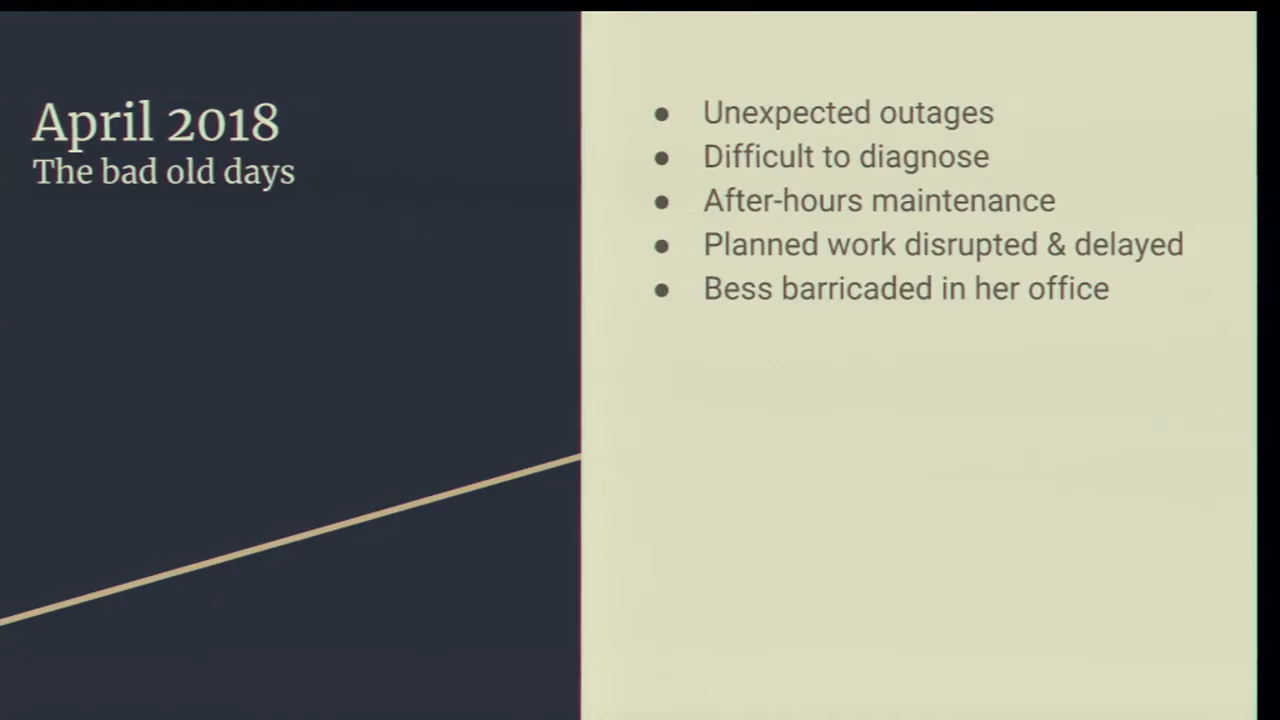 April 2018
The bad old days
● Unexpected outages
● Difficult to diagnose
● After-hours maintenance
● Planned work disrupted & delayed
● Bess barricaded in her office